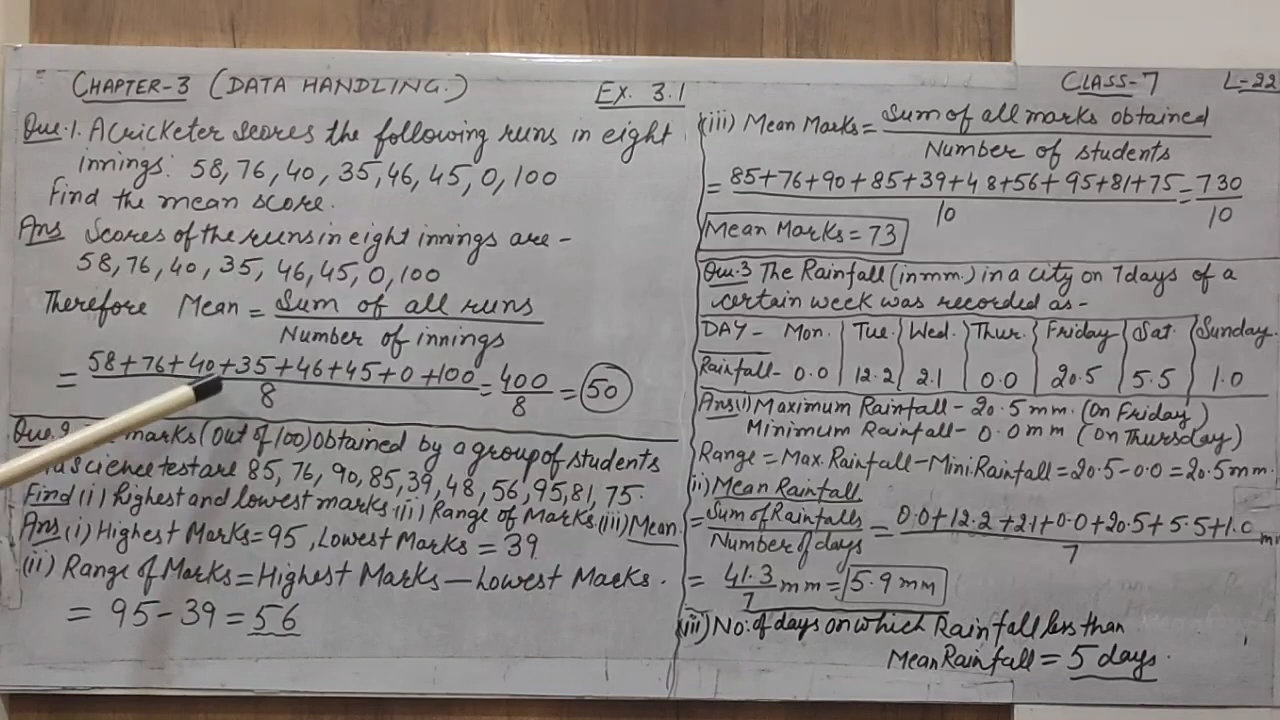 CHAPTER-3 (DATA HANDLING.)
EX. 3.1
CLASS-7
L-22
Que.1. A Cricketer scores the following runs in eight
innings: 58, 76, 40, 35, 46, 45, 0, 100
Find the mean score.
Ans Scores of the runs in eight innings are -
58, 76, 40, 35, 46, 45, 0, 100
Therefore Mean = Sum of all runs
Number of innings
= 58+76+40+35+46+45+0+100 = 400 = 50
8 8
Que.2 marks (Out of 100) obtained by a group of students
a science test are 85, 76, 90, 85, 39, 48, 56, 95, 81, 75.
Find (i) highest and lowest marks (ii) Range of Marks (iii) Mean
Ans (i) Highest Marks = 95, Lowest Marks = 39
(ii) Range of Marks = Highest Marks - Lowest Marks.
= 95 - 39 = 56
(iii) Mean Marks = Sum of all marks obtained
Number of students
= 85+76+90+85+39+48+56+95+81+75 = 730
10 10
Mean Marks = 73
Que.3 The Rainfall (in mm.) in a city on 7 days of a
certain week was recorded as -
DAY - Mon. Tue. Wed. Thur. Friday Sat. Sunday
Rainfall - 0.0 12.2 2.1 0.0 20.5 5.5 1.0
Ans (i) Maximum Rainfall - 20.5 mm. (On Friday)
Minimum Rainfall - 0.0 mm (On Thursday)
Range = Max. Rainfall - Mini. Rainfall = 20.5 - 0.0 = 20.5 mm.
(ii) Mean Rainfall
= Sum of Rainfalls = 0.0+12.2+2.1+0.0+20.5+5.5+1.0
Number of days 7
= 41.3 mm = 5.9 mm
7
(iii) No. of days on which Rainfall less than
Mean Rainfall = 5 days.